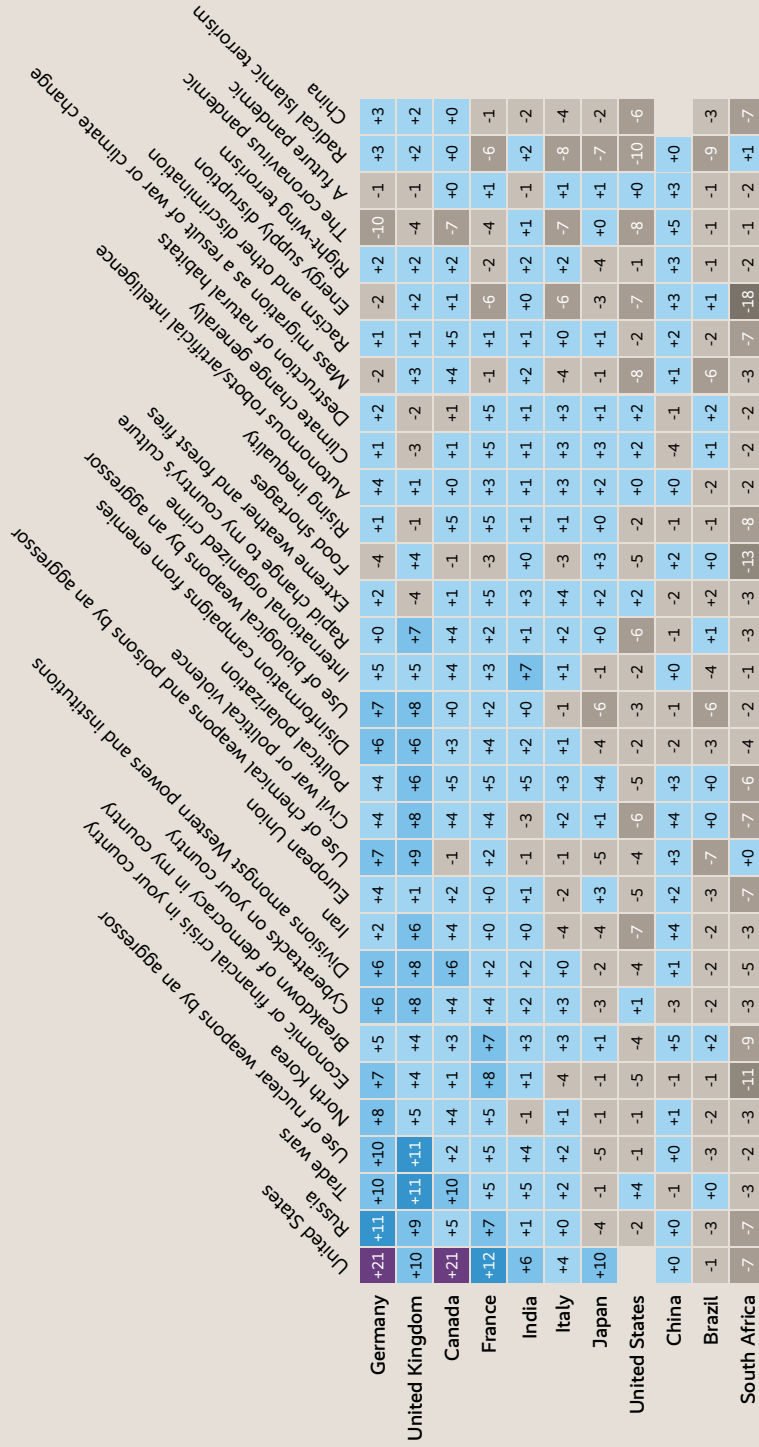 United States
Russia
Trade wars
Use of nuclear weapons by an aggressor
North Korea
Economic or financial crisis in your country
Breakdown of democracy in my country
Cyberattacks on your country
Divisions amongst Western powers and institutions
Iran
European Union
Use of chemical weapons and poisons by an aggressor
Civil war or political violence
Political polarization
Disinformation campaigns from enemies
Use of biological weapons by an aggressor
International organized crime
Rapid change to my country's culture
Extreme weather and forest fires
Food shortages
Rising inequality
Autonomous robots/artificial intelligence
Climate change generally
Destruction of natural habitats
Mass migration as a result of war or climate change
Racism and other discrimination
Energy supply disruption
Right-wing terrorism
The coronavirus pandemic
A future pandemic
Radical Islamic terrorism
China
Germany +21 +11 +10 +10 +8 +7 +5 +6 +6 +2 +4 +7 +4 +4 +6 +7 +5 +0 +2 -4 +1 +4 +1 +2 -2 +1 -2 +2 -10 -1 +3 +3
United Kingdom +10 +9 +11 +11 +5 +4 +4 +8 +8 +6 +1 +9 +8 +6 +6 +8 +5 +7 -4 +4 -1 +1 -3 -2 +3 +1 +2 +2 -4 -1 +2 +2
Canada +21 +5 +10 +2 +4 +1 +3 +4 +6 +4 +2 -1 +4 +5 +3 +0 +4 +4 +1 -1 +5 +0 +1 +1 +4 +5 +1 +2 -7 +0 +0 +0
France +12 +7 +5 +5 +5 +8 +7 +4 +2 +0 +0 +2 +4 +5 +4 +2 +3 +2 +5 -3 +5 +3 +5 +5 -1 +1 -6 -2 -4 +1 -6 -1
India +6 +1 +5 +4 -1 +1 +3 +2 +2 +0 +1 -1 -3 +5 +2 +0 +7 +1 +3 +0 +1 +1 +1 +1 +2 +1 +0 +2 +1 -1 +2 -2
Italy +4 +0 +2 +2 +1 -4 +3 +3 +0 -4 -2 -1 +2 +3 +1 -1 +1 +2 +4 -3 +1 +3 +3 +3 -4 +0 -6 +2 -7 +1 -8 -4
Japan +10 -4 -1 -5 -1 -1 +1 -3 -2 -4 +3 -5 +1 +4 -4 -6 -1 +0 +2 +3 +0 +2 +3 +1 -1 +1 -3 -4 +0 +1 -7 -2
United States -2 +4 -1 -1 -5 -4 +1 -4 -7 -5 -4 -6 -5 -2 -3 -2 -6 +2 -5 -2 +0 +2 +2 -8 -2 -7 -1 -8 +0 -10 -6
China +0 +0 -1 +0 +1 -1 +5 -3 +1 +4 +2 +3 +4 +3 -2 -1 +0 -1 -2 +2 -1 +0 -4 -1 +1 +2 +3 +3 +5 +3 +0
Brazil -1 -3 +0 -3 -2 -1 +2 -2 -2 -2 -3 -7 +0 +0 -3 -6 -4 +1 +2 +0 -1 -2 +1 +2 -6 -2 +1 -1 -1 -1 -9 -3
South Africa -7 -7 -3 -2 -3 -11 -9 -3 -5 -3 -7 +0 -7 -6 -4 -2 -1 -3 -3 -13 -8 -2 -2 -2 -3 -7 -18 -2 -1 -2 +1 -7